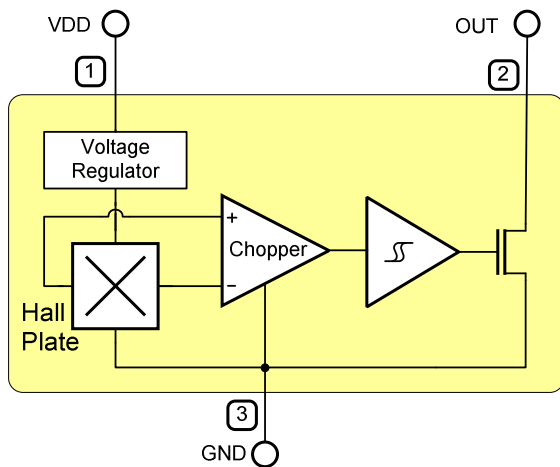 VDD
OUT
1
2
Voltage
Regulator
+
Chopper
−
Hall
Plate
3
GND